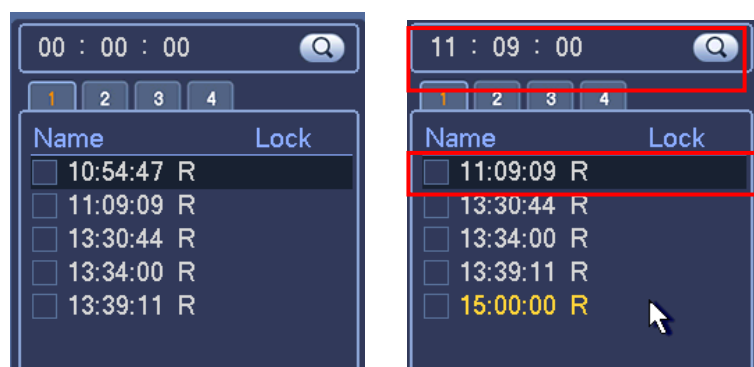 00 : 00 : 00
1 2 3 4
Name Lock
10:54:47 R
11:09:09 R
13:30:44 R
13:34:00 R
13:39:11 R
11 : 09 : 00
1 2 3 4
Name Lock
11:09:09 R
13:30:44 R
13:34:00 R
13:39:11 R
15:00:00 R